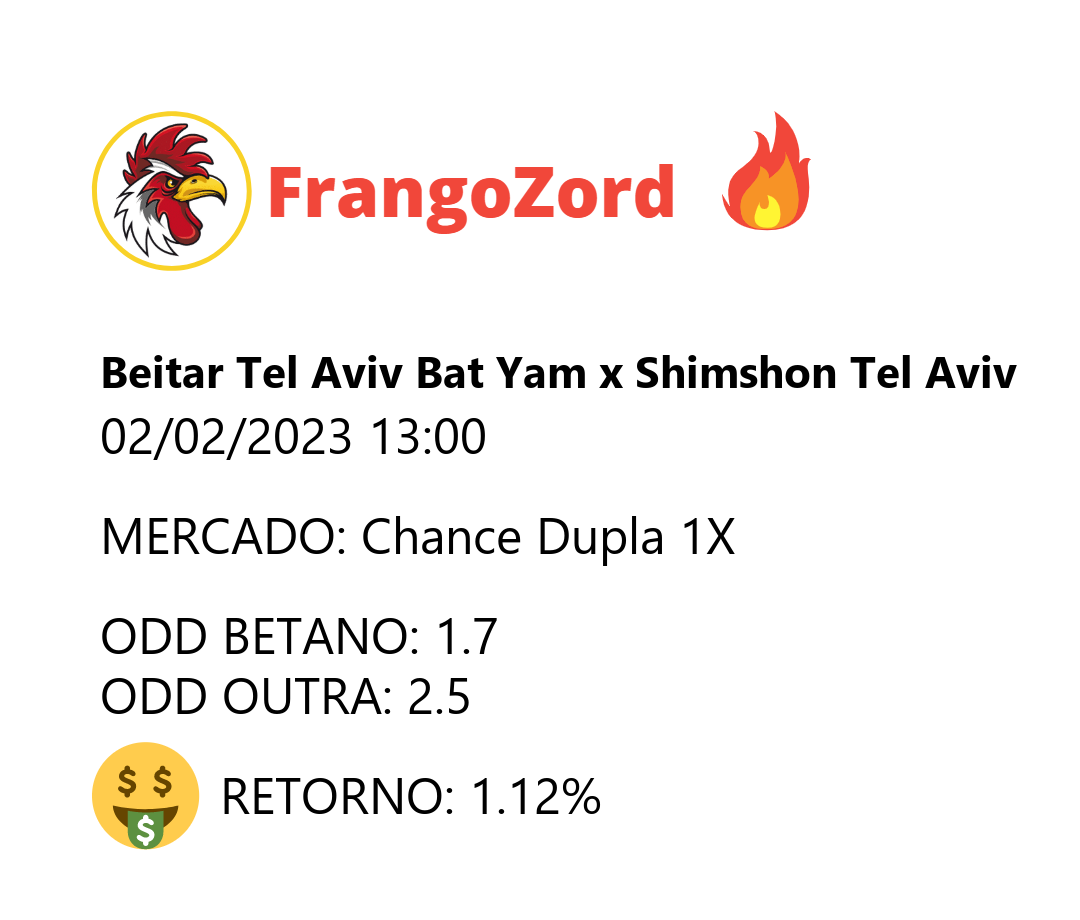 FrangoZord
Beitar Tel Aviv Bat Yam x Shimshon Tel Aviv
02/02/2023 13:00
MERCADO: Chance Dupla 1X
ODD BETANO: 1.7
ODD OUTRA: 2.5
$ $
$
RETORNO: 1.12%